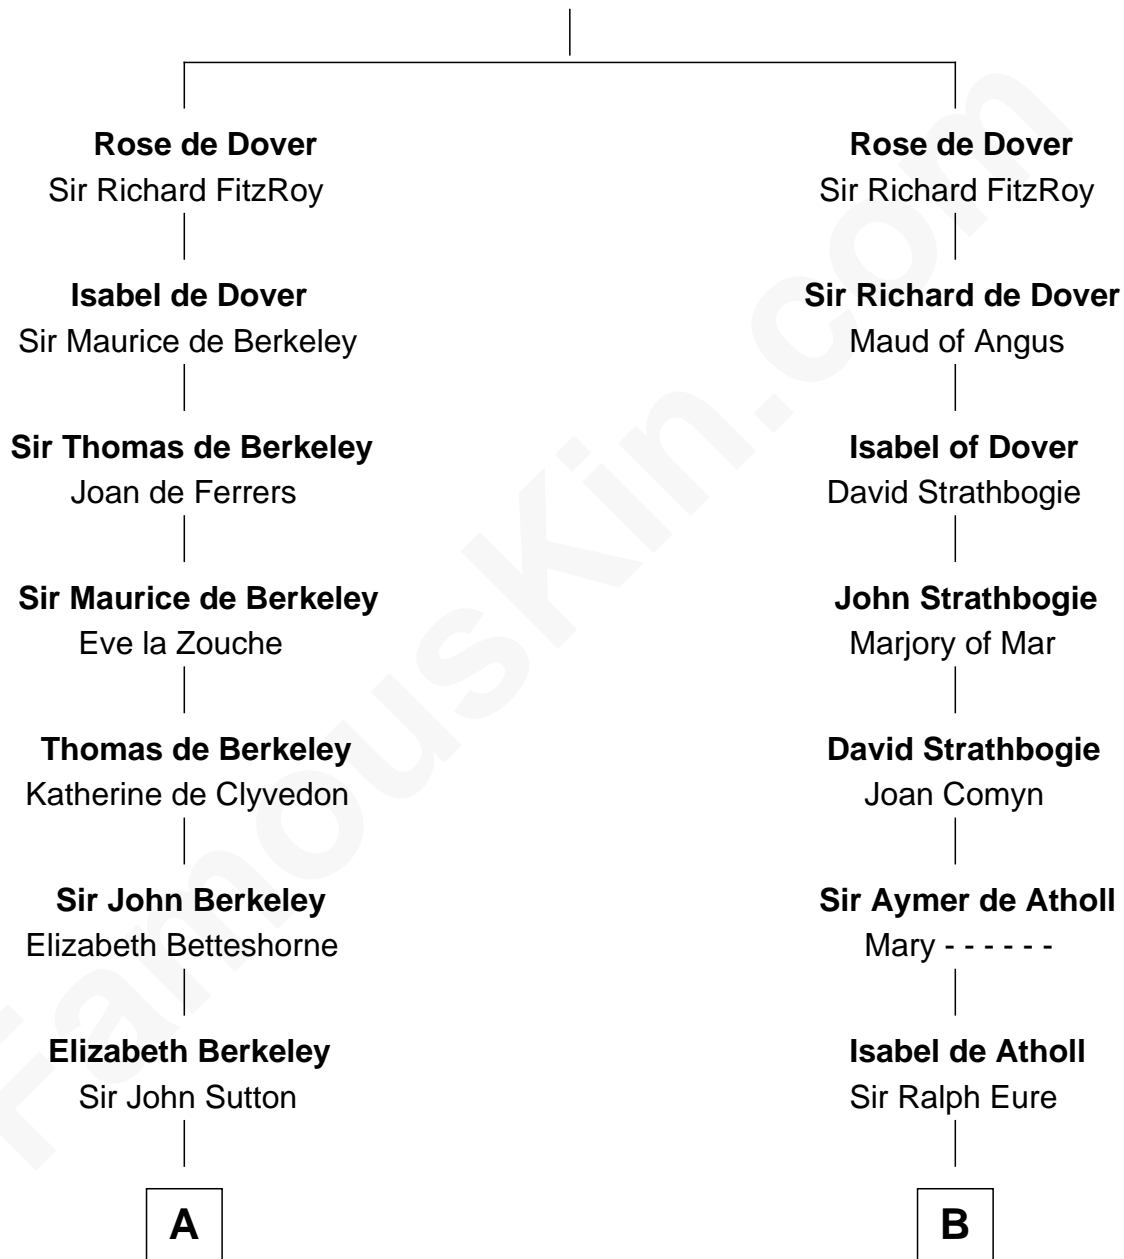 Rose de Dover
Sir Richard FitzRoy
Isabel de Dover
Sir Maurice de Berkeley
Sir Thomas de Berkeley
Joan de Ferrers
Sir Maurice de Berkeley
Eve la Zouche
Thomas de Berkeley
Katherine de Clyvedon
Sir John Berkeley
Elizabeth Betteshorne
Elizabeth Berkeley
Sir John Sutton
A
Rose de Dover
Sir Richard FitzRoy
Sir Richard de Dover
Maud of Angus
Isabel of Dover
David Strathbogie
John Strathbogie
Marjory of Mar
David Strathbogie
Joan Comyn
Sir Aymer de Atholl
Mary - - - - - -
Isabel de Atholl
Sir Ralph Eure
B
FamousKin.com